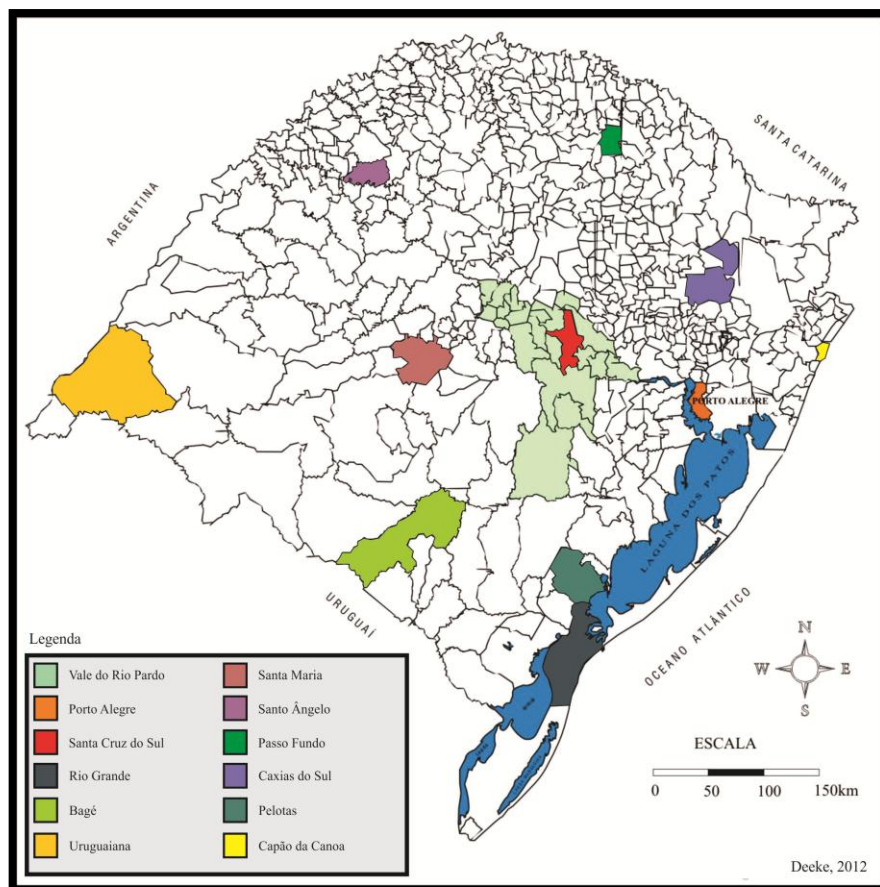 SANTA CATARINA
ARGENTINA
PORTO ALEGRE
LAGUNA DOS PATOS
URUGUAÍ
OCEANO ATLÂNTICO
N
W E
S
Legenda
Vale do Rio Pardo
Santa Maria
Porto Alegre
Santo Ângelo
Santa Cruz do Sul
Passo Fundo
Rio Grande
Caxias do Sul
Bagé
Pelotas
Uruguaiana
Capão da Canoa
ESCALA
0 50 100 150km
Deeke, 2012